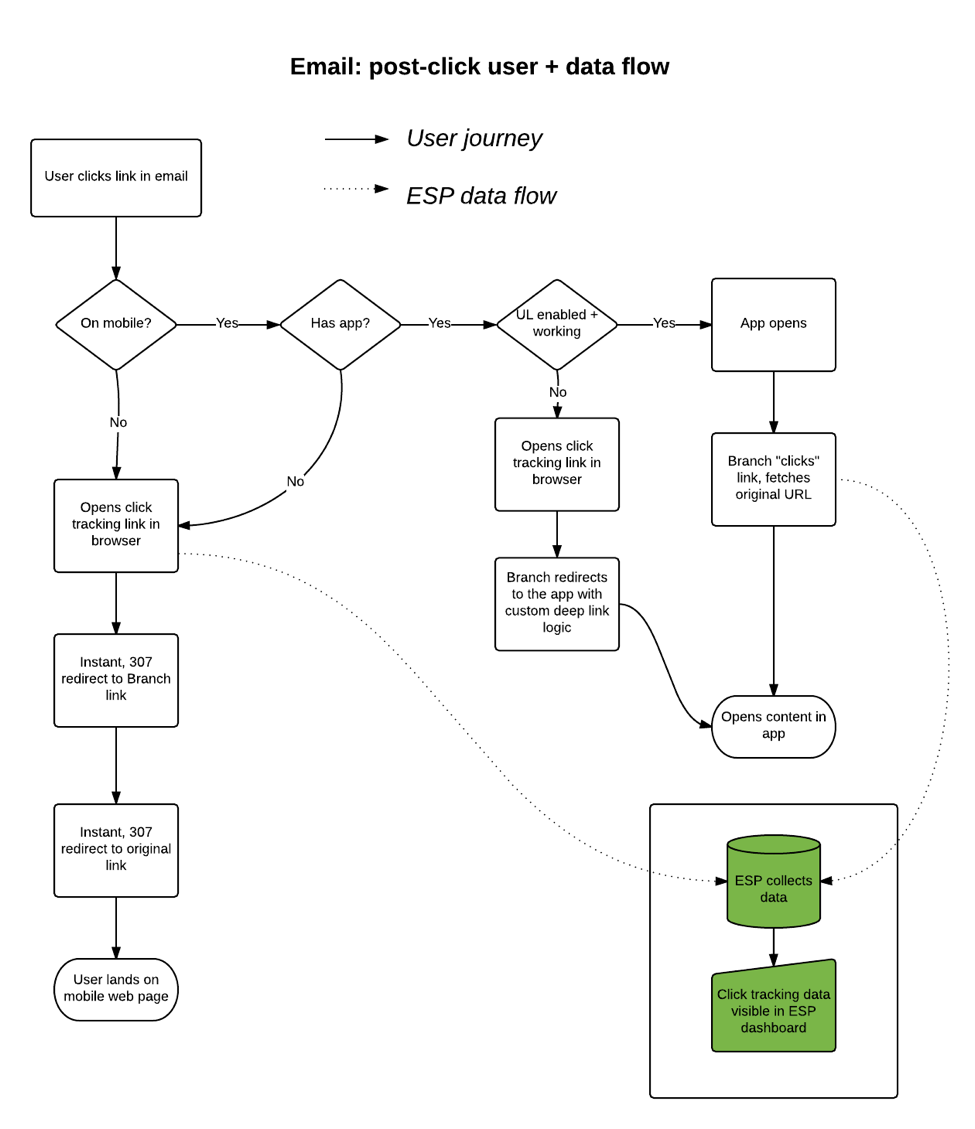 Email: post-click user + data flow
User journey
ESP data flow
User clicks link in email
On mobile?
Yes
Has app?
Yes
UL enabled +
working
Yes
App opens
No
No
No
Opens click
tracking link in
browser
Opens click
tracking link in
browser
Branch "clicks"
link, fetches
original URL
Branch redirects
to the app with
custom deep link
logic
Instant, 307
redirect to Branch
link
Opens content in
app
Instant, 307
redirect to original
link
ESP collects
data
User lands on
mobile web page
Click tracking data
visible in ESP
dashboard